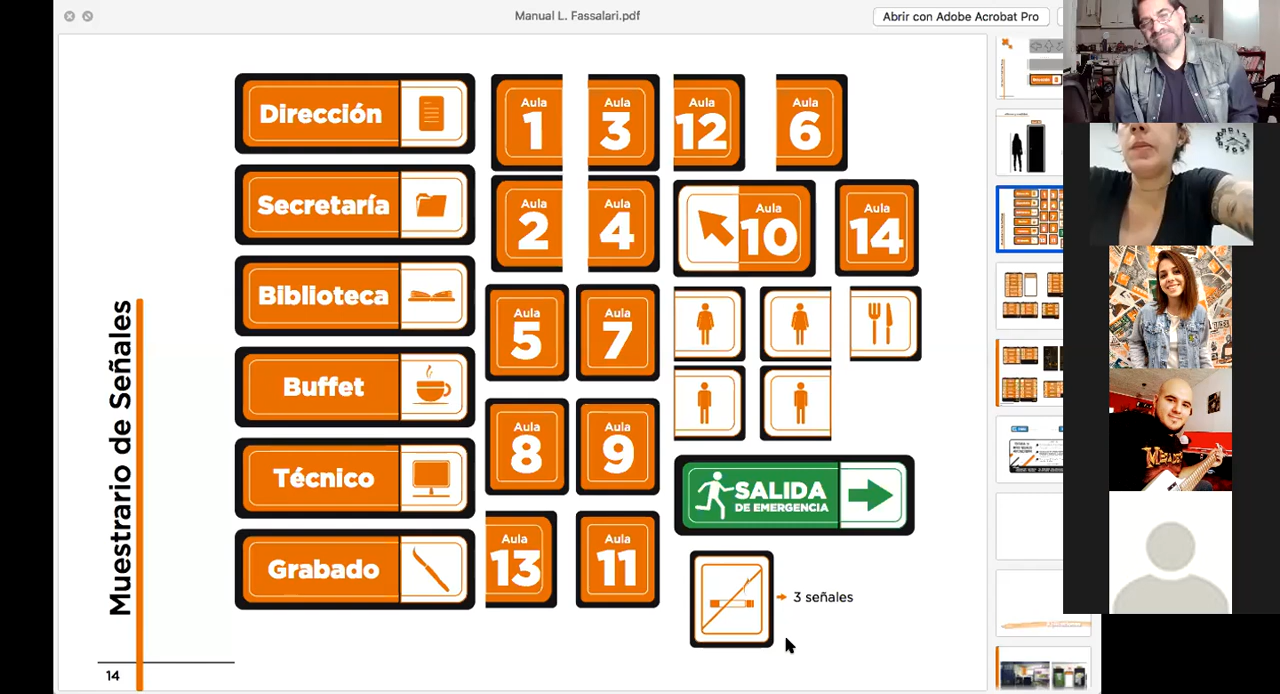 Manual L. Fassalari.pdf
Abrir con Adobe Acrobat Pro
Muestrario de Señales
Dirección
Secretaría
Biblioteca
Buffet
Técnico
Grabado
Aula
1
Aula
3
Aula
12
Aula
6
Aula
2
Aula
4
Aula
10
Aula
14
Aula
5
Aula
7
Aula
8
Aula
9
Aula
13
Aula
11
SALIDA
DE EMERGENCIA
3 señales
14